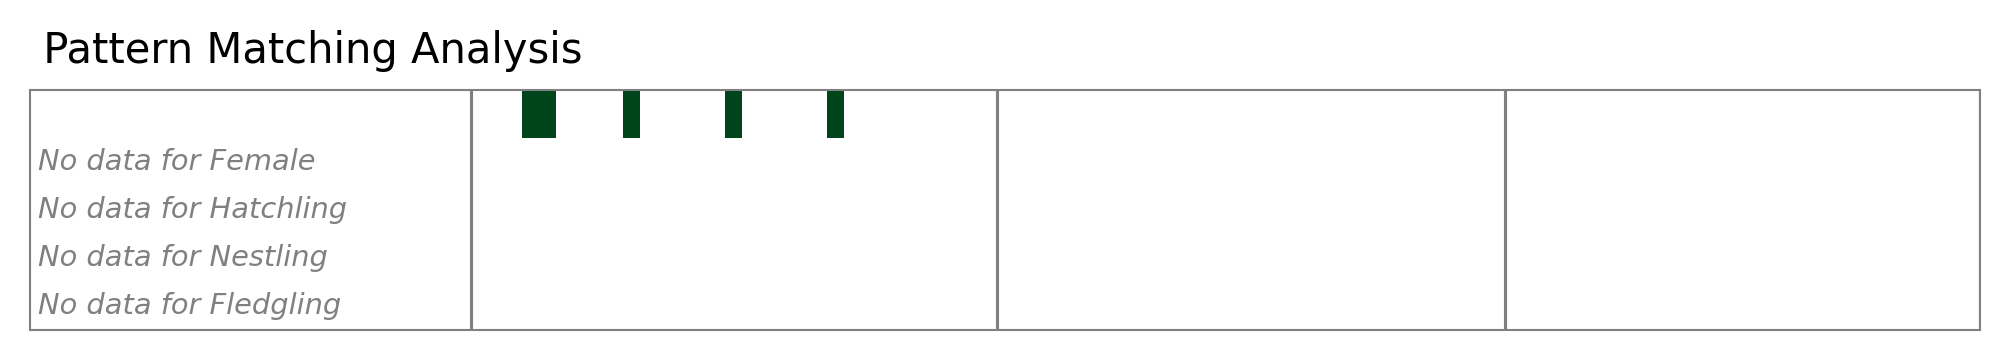 Pattern Matching Analysis
No data for Female
No data for Hatchling
No data for Nestling
No data for Fledgling